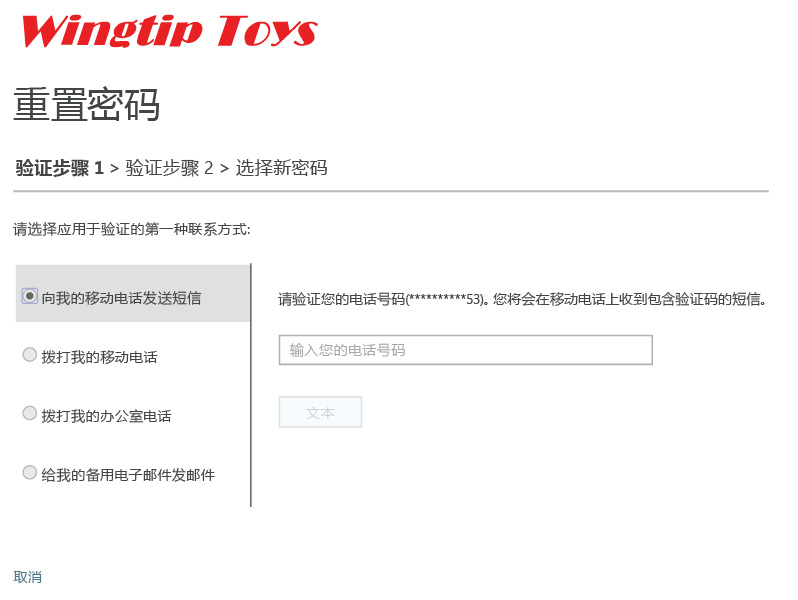 Wingtip Toys
重置密码
验证步骤 1 > 验证步骤 2 > 选择新密码
请选择应用于验证的第一种联系方式:
向我的移动电话发送短信
请验证您的电话号码(**********53)。您将会在移动电话上收到包含验证码的短信。
输入您的电话号码
拨打我的移动电话
文本
拨打我的办公室电话
给我的备用电子邮件发邮件
取消